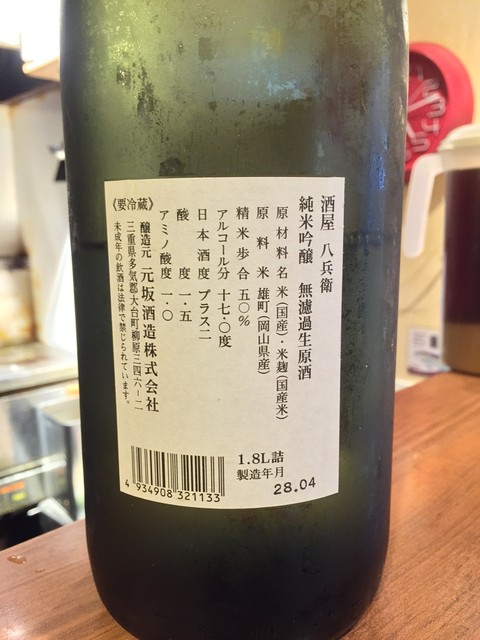 酒屋 八兵衛
純米吟醸 無濾過生原酒
原材料名 米(国産)・米麹(国産米)
原料米 雄町(岡山県産)
精米歩合 五〇%
アルコール分 十七・〇度
日本酒度 プラス二
酸度 一・五
アミノ酸度 一・〇
《要冷蔵》
醸造元 元坂酒造株式会社
三重県多気郡大台町柳原三四六ー二
未成年の飲酒は法律で禁じられています。
1.8L詰
製造年月
28.04
4 934908 321133